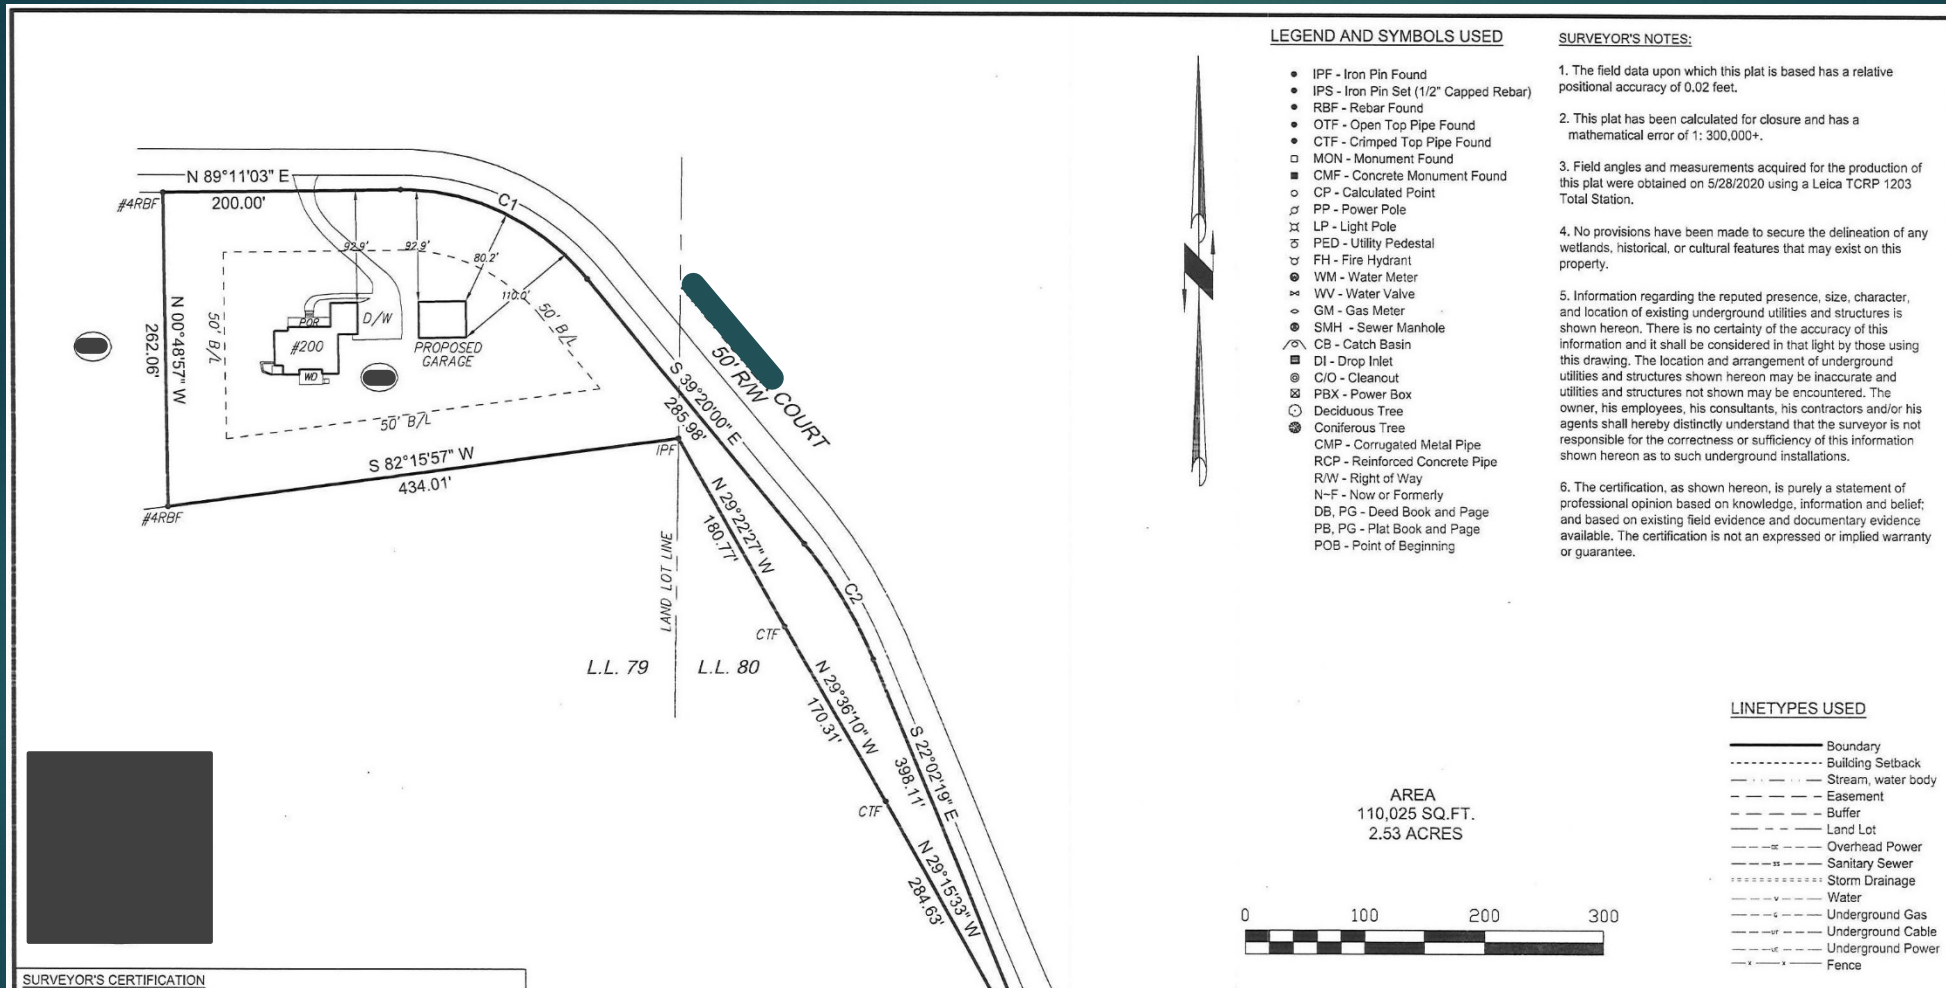 N 89°11'03" E
200.00'
#4RBF
C1
92.9'
92.9'
80.2'
110.0'
N 00°48'57" W
262.06'
50' B/L
50' B/L
POR
D/W
#200
WD
PROPOSED
GARAGE
50' B/L
S 82°15'57" W
434.01'
#4RBF
IPF
S 39°20'00" E
285.98'
50' R/W
COURT
N 29°22'27" W
180.77'
LAND LOT LINE
CTF
C2
L.L. 79
L.L. 80
N 29°36'10" W
170.31'
CTF
S 22°02'19" E
398.11'
N 29°15'33" W
284.63'
SURVEYOR'S CERTIFICATION
LEGEND AND SYMBOLS USED
IPF - Iron Pin Found
IPS - Iron Pin Set (1/2" Capped Rebar)
RBF - Rebar Found
OTF - Open Top Pipe Found
CTF - Crimped Top Pipe Found
MON - Monument Found
CMF - Concrete Monument Found
CP - Calculated Point
PP - Power Pole
LP - Light Pole
PED - Utility Pedestal
FH - Fire Hydrant
WM - Water Meter
WV - Water Valve
GM - Gas Meter
SMH - Sewer Manhole
CB - Catch Basin
DI - Drop Inlet
C/O - Cleanout
PBX - Power Box
Deciduous Tree
Coniferous Tree
CMP - Corrugated Metal Pipe
RCP - Reinforced Concrete Pipe
R/W - Right of Way
N~F - Now or Formerly
DB, PG - Deed Book and Page
PB, PG - Plat Book and Page
POB - Point of Beginning
SURVEYOR'S NOTES:
1. The field data upon which this plat is based has a relative
positional accuracy of 0.02 feet.
2. This plat has been calculated for closure and has a
mathematical error of 1: 300,000+.
3. Field angles and measurements acquired for the production of
this plat were obtained on 5/28/2020 using a Leica TCRP 1203
Total Station.
4. No provisions have been made to secure the delineation of any
wetlands, historical, or cultural features that may exist on this
property.
5. Information regarding the reputed presence, size, character,
and location of existing underground utilities and structures is
shown hereon. There is no certainty of the accuracy of this
information and it shall be considered in that light by those using
this drawing. The location and arrangement of underground
utilities and structures shown hereon may be inaccurate and
utilities and structures not shown may be encountered. The
owner, his employees, his consultants, his contractors and/or his
agents shall hereby distinctly understand that the surveyor is not
responsible for the correctness or sufficiency of this information
shown hereon as to such underground installations.
6. The certification, as shown hereon, is purely a statement of
professional opinion based on knowledge, information and belief;
and based on existing field evidence and documentary evidence
available. The certification is not an expressed or implied warranty
or guarantee.
AREA
110,025 SQ.FT.
2.53 ACRES
0 100 200 300
LINETYPES USED
Boundary
Building Setback
Stream, water body
Easement
Buffer
Land Lot
Overhead Power
Sanitary Sewer
Storm Drainage
Water
Underground Gas
Underground Cable
Underground Power
Fence